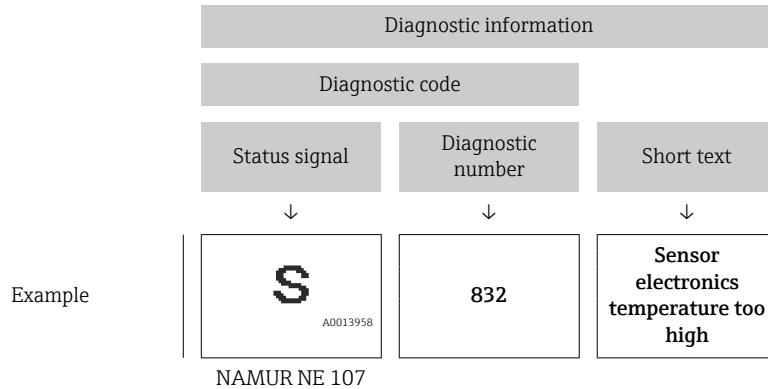 Diagnostic information
Diagnostic code
Status signal
Diagnostic
number
Short text
↓ ↓ ↓
Example
S
A0013958
832
Sensor
electronics
temperature too
high
NAMUR NE 107